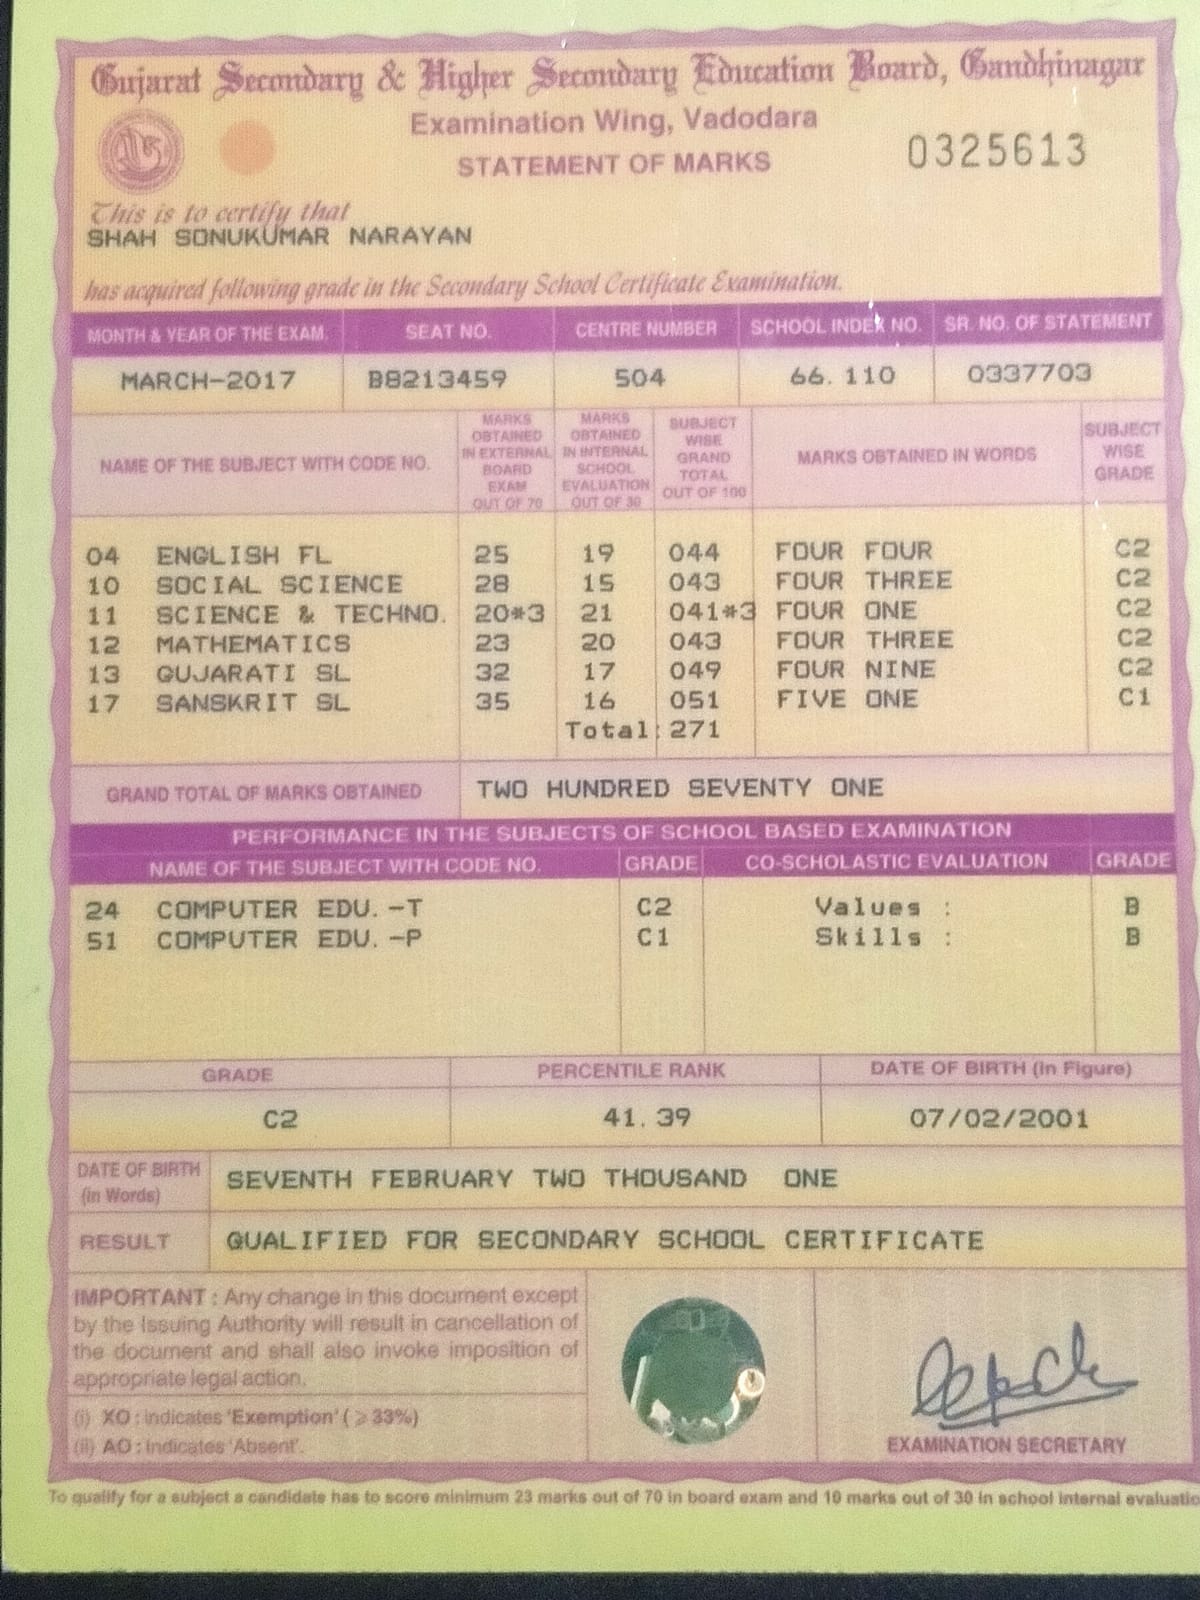 Gujarat Secondary & Higher Secondary Education Board, Gandhinagar
Examination Wing, Vadodara
STATEMENT OF MARKS
0325613
This is to certify that
SHAH SONUKUMAR NARAYAN
has acquired following grade in the Secondary School Certificate Examination.
MONTH & YEAR OF THE EXAM. SEAT NO. CENTRE NUMBER SCHOOL INDEX NO. SR. NO. OF STATEMENT
MARCH-2017 B8213459 504 66.110 0337703
NAME OF THE SUBJECT WITH CODE NO. MARKS OBTAINED IN EXTERNAL BOARD EXAM OUT OF 70 MARKS OBTAINED IN INTERNAL SCHOOL EVALUATION OUT OF 30 SUBJECT WISE GRAND TOTAL OUT OF 100 MARKS OBTAINED IN WORDS SUBJECT WISE GRADE
04 ENGLISH FL 25 19 044 FOUR FOUR C2
10 SOCIAL SCIENCE 28 15 043 FOUR THREE C2
11 SCIENCE & TECHNO. 20*3 21 041*3 FOUR ONE C2
12 MATHEMATICS 23 20 043 FOUR THREE C2
13 GUJARATI SL 32 17 049 FOUR NINE C2
17 SANSKRIT SL 35 16 051 FIVE ONE C1
Total: 271
GRAND TOTAL OF MARKS OBTAINED TWO HUNDRED SEVENTY ONE
PERFORMANCE IN THE SUBJECTS OF SCHOOL BASED EXAMINATION
NAME OF THE SUBJECT WITH CODE NO. GRADE CO-SCHOLASTIC EVALUATION GRADE
24 COMPUTER EDU. -T C2 Values : B
51 COMPUTER EDU. -P C1 Skills : B
GRADE PERCENTILE RANK DATE OF BIRTH (In Figure)
C2 41.39 07/02/2001
DATE OF BIRTH (in Words) SEVENTH FEBRUARY TWO THOUSAND ONE
RESULT QUALIFIED FOR SECONDARY SCHOOL CERTIFICATE
IMPORTANT : Any change in this document except
by the Issuing Authority will result in cancellation of
the document and shall also invoke imposition of
appropriate legal action.
(i) XO : indicates 'Exemption' (⩾33%)
(ii) AO : Indicates 'Absent'.
EXAMINATION SECRETARY
To qualify for a subject a candidate has to score minimum 23 marks out of 70 in board exam and 10 marks out of 30 in school internal evaluatio